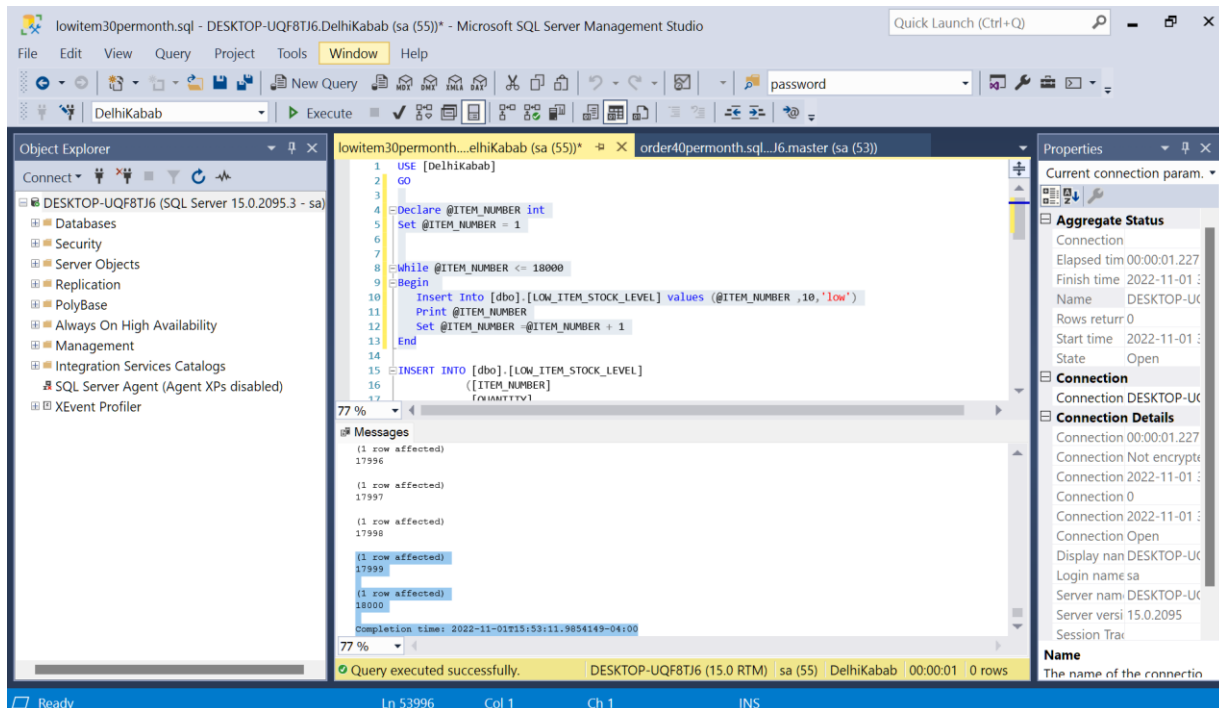 lowitem30permonth.sql - DESKTOP-UQF8TJ6.DelhiKabab (sa (55))* - Microsoft SQL Server Management Studio
Quick Launch (Ctrl+Q)
File Edit View Query Project Tools Window Help
New Query MDX DMX XMLA DAX password
DelhiKabab Execute
Object Explorer
Connect
DESKTOP-UQF8TJ6 (SQL Server 15.0.2095.3 - sa)
Databases
Security
Server Objects
Replication
PolyBase
Always On High Availability
Management
Integration Services Catalogs
SQL Server Agent (Agent XPs disabled)
XEvent Profiler
lowitem30permonth....elhiKabab (sa (55))* order40permonth.sql...J6.master (sa (53))
1 USE [DelhiKabab]
2 GO
3
4 Declare @ITEM_NUMBER int
5 Set @ITEM_NUMBER = 1
6
7
8 While @ITEM_NUMBER <= 18000
9 Begin
10 Insert Into [dbo].[LOW_ITEM_STOCK_LEVEL] values (@ITEM_NUMBER ,10,'low')
11 Print @ITEM_NUMBER
12 Set @ITEM_NUMBER =@ITEM_NUMBER + 1
13 End
14
15 INSERT INTO [dbo].[LOW_ITEM_STOCK_LEVEL]
16 ([ITEM_NUMBER]
17 [QUANTITY]
77 %
Messages
(1 row affected)
17996
(1 row affected)
17997
(1 row affected)
17998
(1 row affected)
17999
(1 row affected)
18000
Completion time: 2022-11-01T15:53:11.9854149-04:00
77 %
Query executed successfully. DESKTOP-UQF8TJ6 (15.0 RTM) sa (55) DelhiKabab 00:00:01 0 rows
Properties
Current connection param.
Aggregate Status
Connection
Elapsed tim 00:00:01.227
Finish time 2022-11-01
Name DESKTOP-UQ
Rows returr 0
Start time 2022-11-01
State Open
Connection
Connection DESKTOP-UQ
Connection Details
Connection 00:00:01.227
Connection Not encrypte
Connection 2022-11-01
Connection 0
Connection 2022-11-01
Connection Open
Display nan DESKTOP-UQ
Login name sa
Server nam DESKTOP-UQ
Server versi 15.0.2095
Session Trac
Name
The name of the connectio
Ready Ln 53996 Col 1 Ch 1 INS